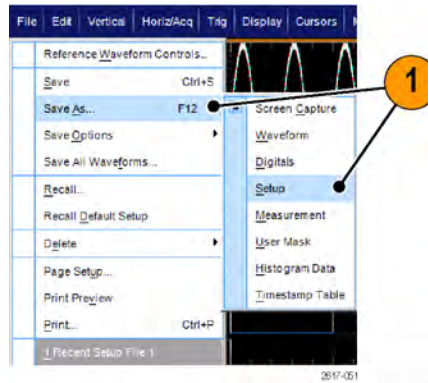 File Edit Vertical Horiz/Acq Trig Display Cursors
Reference Waveform Controls...
Save Ctrl+S
Save As... F12
Save Options
Save All Waveforms...
Recall...
Recall Default Setup
Delete
Page Setup...
Print Preview
Print... Ctrl+P
1 Recent Setup File 1
Screen Capture
Waveform
Digitals
Setup
Measurement
User Mask
Histogram Data
Timestamp Table
1
2617-051